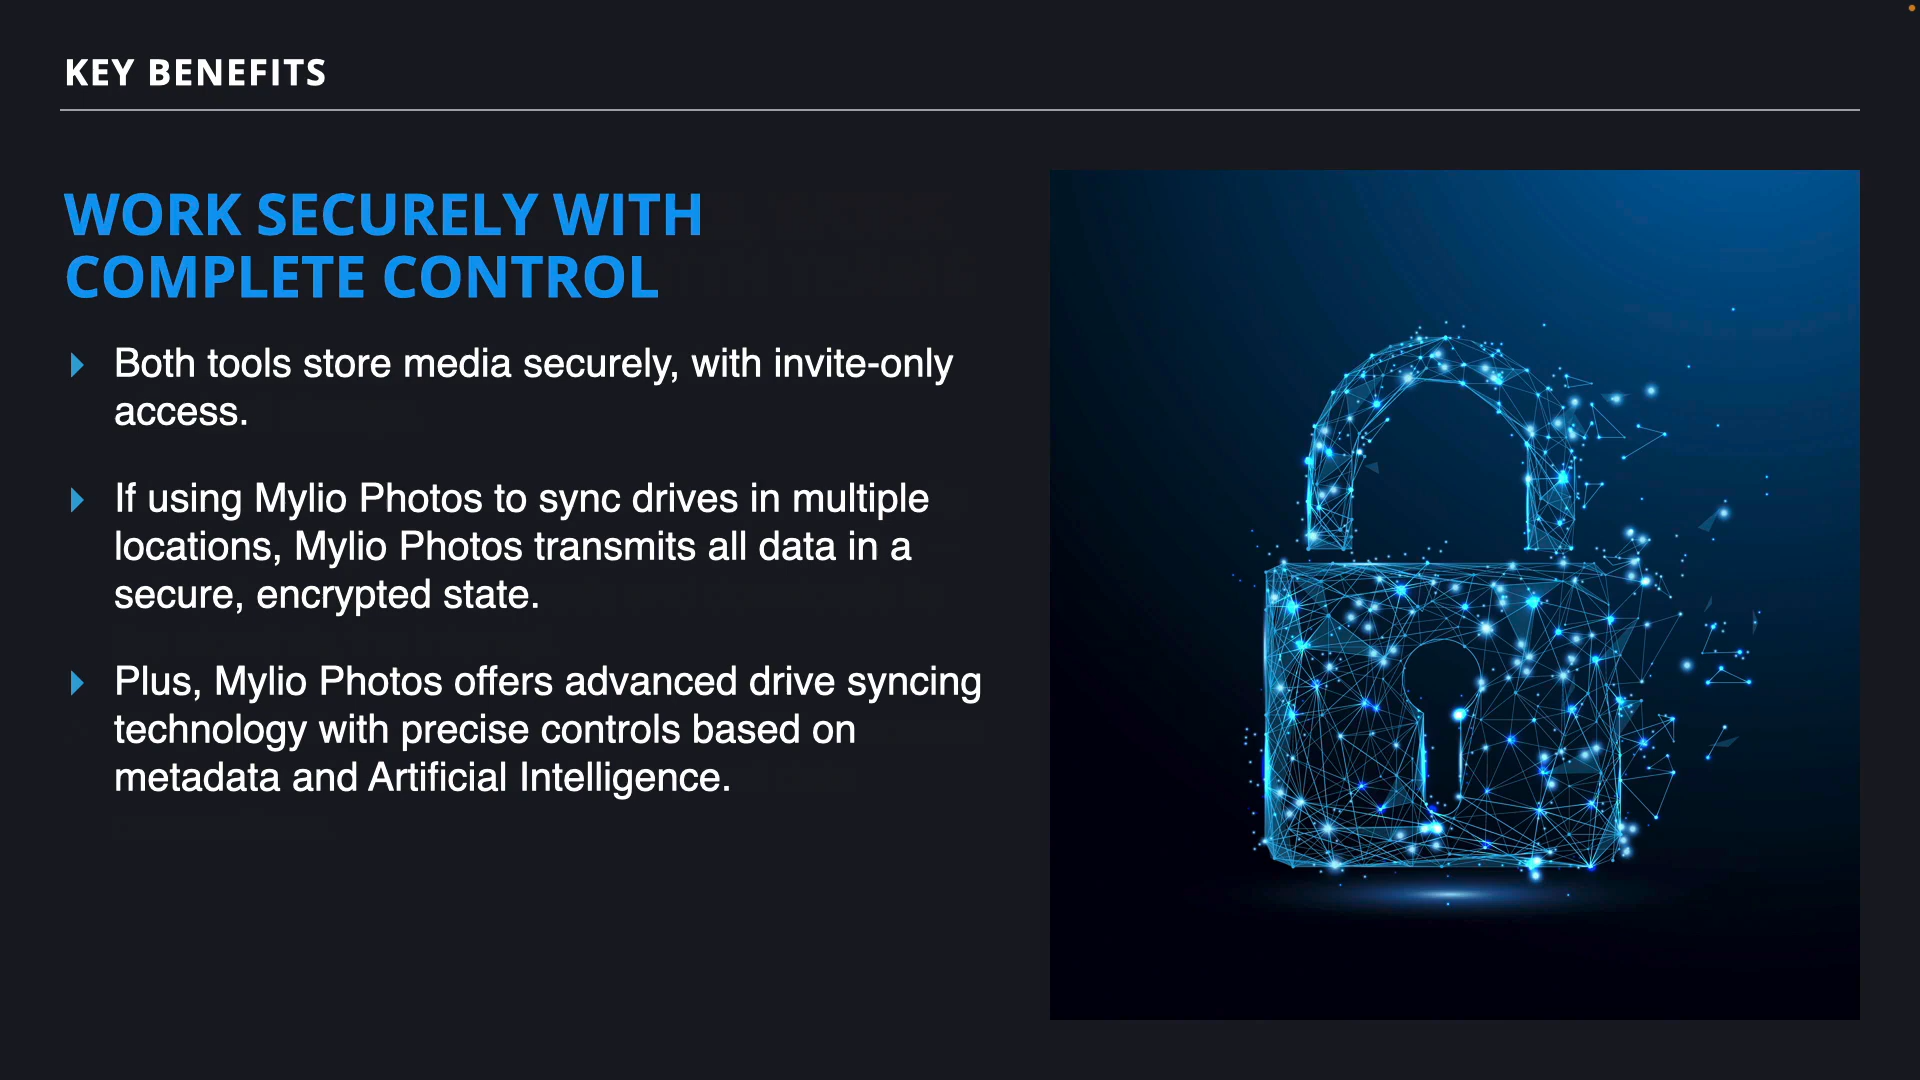 KEY BENEFITS
WORK SECURELY WITH
COMPLETE CONTROL
Both tools store media securely, with invite-only
access.
If using Mylio Photos to sync drives in multiple
locations, Mylio Photos transmits all data in a
secure, encrypted state.
Plus, Mylio Photos offers advanced drive syncing
technology with precise controls based on
metadata and Artificial Intelligence.